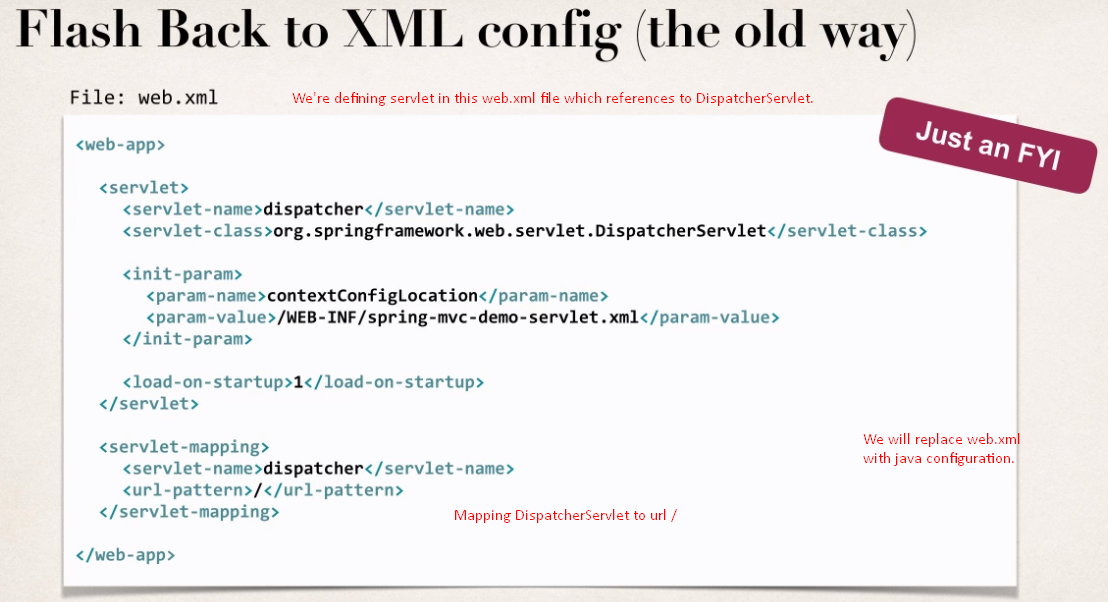 Flash Back to XML config (the old way)
File: web.xml
We're defining servlet in this web.xml file which references to DispatcherServlet.
Just an FYI
<web-app>
<servlet>
<servlet-name>dispatcher</servlet-name>
<servlet-class>org.springframework.web.servlet.DispatcherServlet</servlet-class>
<init-param>
<param-name>contextConfigLocation</param-name>
<param-value>/WEB-INF/spring-mvc-demo-servlet.xml</param-value>
</init-param>
<load-on-startup>1</load-on-startup>
</servlet>
<servlet-mapping>
<servlet-name>dispatcher</servlet-name>
<url-pattern>/</url-pattern>
</servlet-mapping>
</web-app>
We will replace web.xml
with java configuration.
Mapping DispatcherServlet to url /